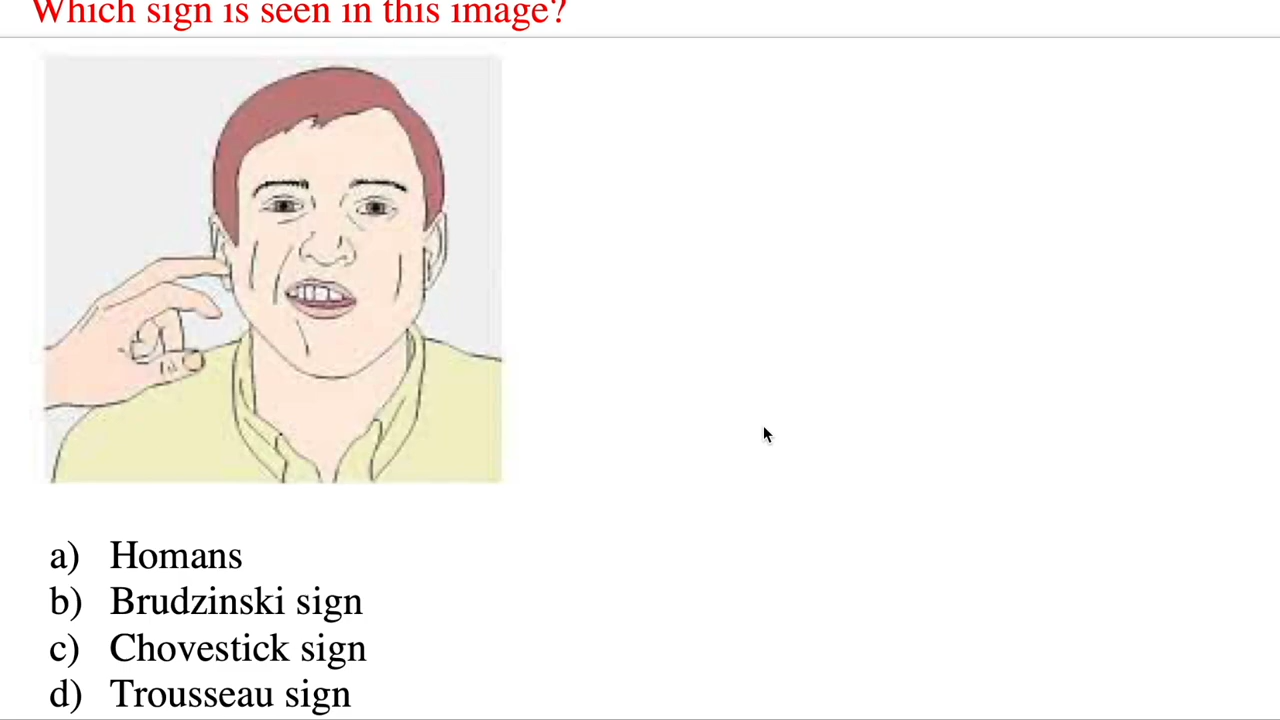 Which sign is seen in this image?
a) Homans
b) Brudzinski sign
c) Chovestick sign
d) Trousseau sign